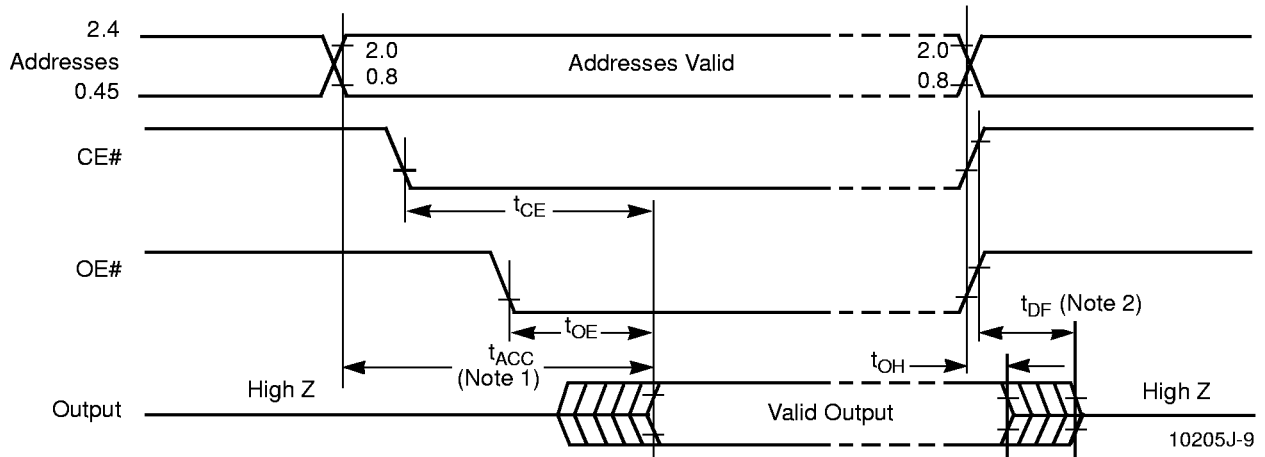 2.4
Addresses
0.45
2.0
0.8
Addresses Valid
2.0
0.8
CE#
tCE
OE#
tOE
tDF (Note 2)
tACC
(Note 1)
tOH
High Z
Output
Valid Output
High Z
10205J-9